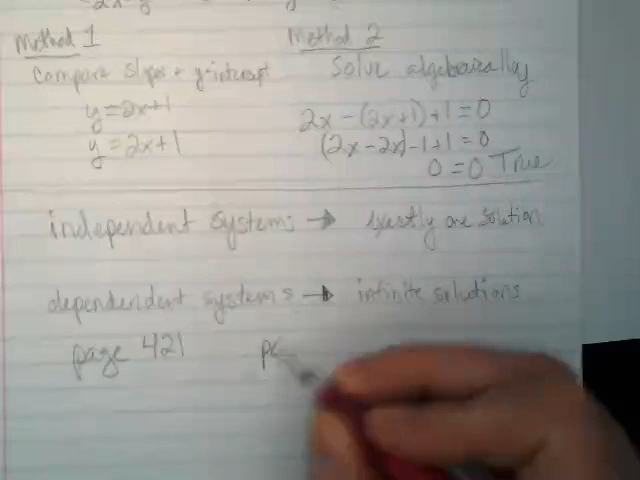 Method 1 Method 2
Compare slopes + y-intercept Solve algebraically
y=2x+1 2x-(2x+1)+1=0
y=2x+1 (2x-2x)-1+1=0
0=0 True
independent systems → exactly one solution
dependent systems → infinite solutions
page 421